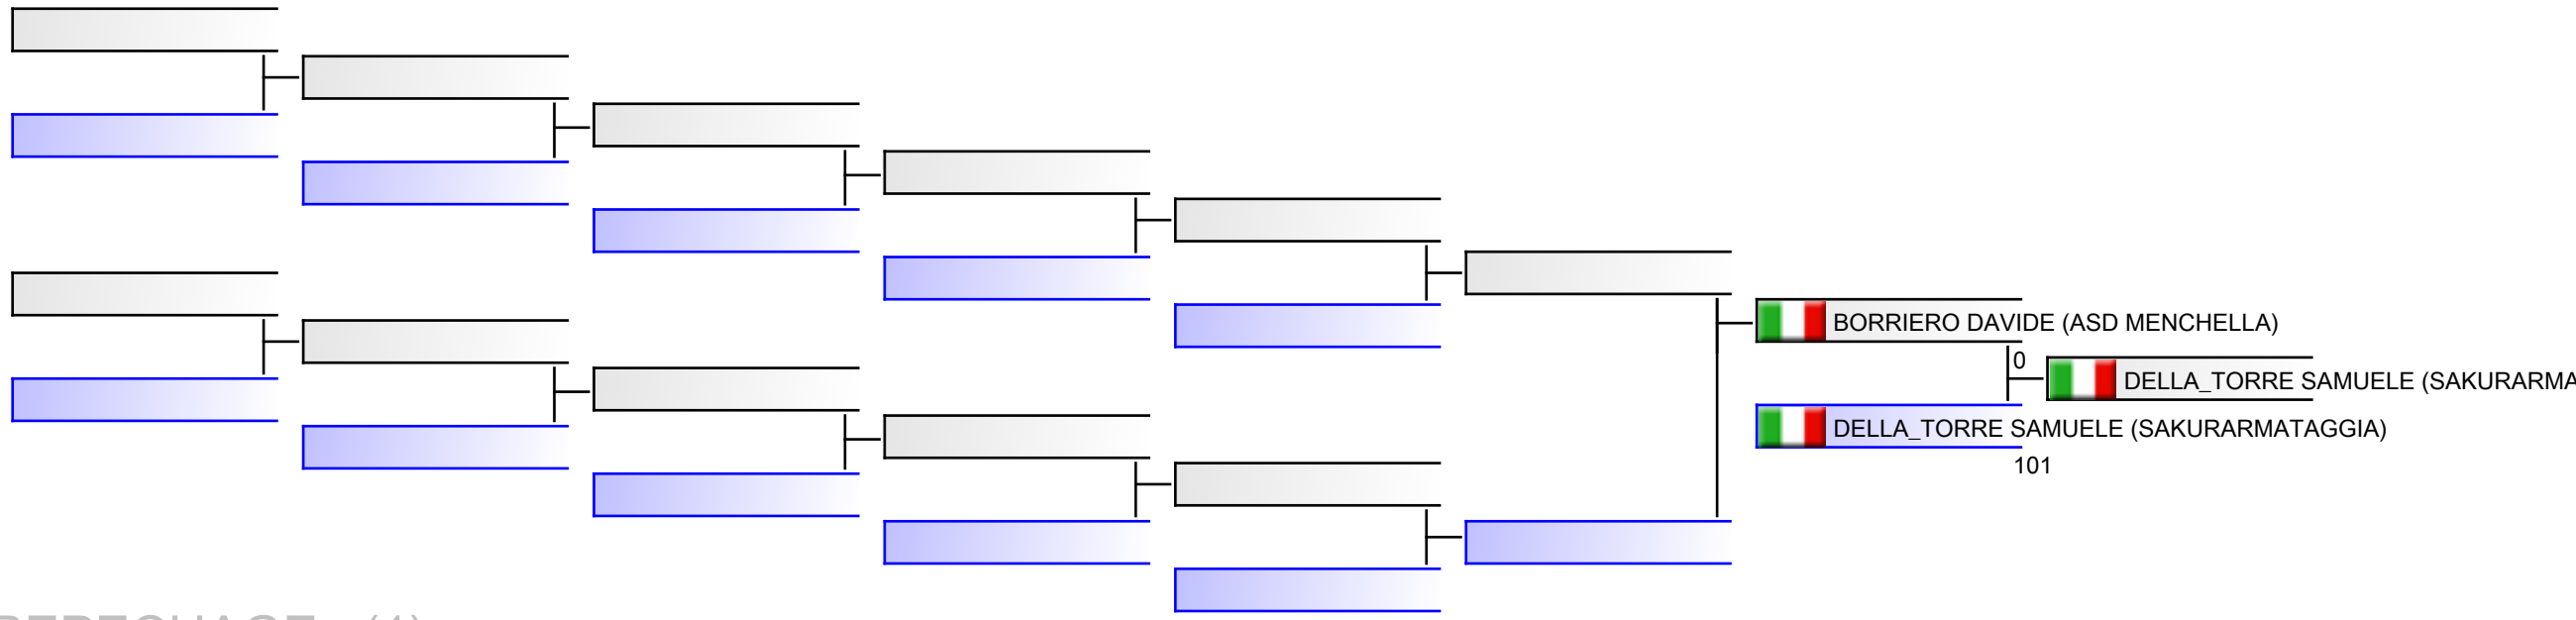 BORRIERO DAVIDE (ASD MENCHELLA)
0
DELLA_TORRE SAMUELE (SAKURARMA
DELLA_TORRE SAMUELE (SAKURARMATAGGIA)
101